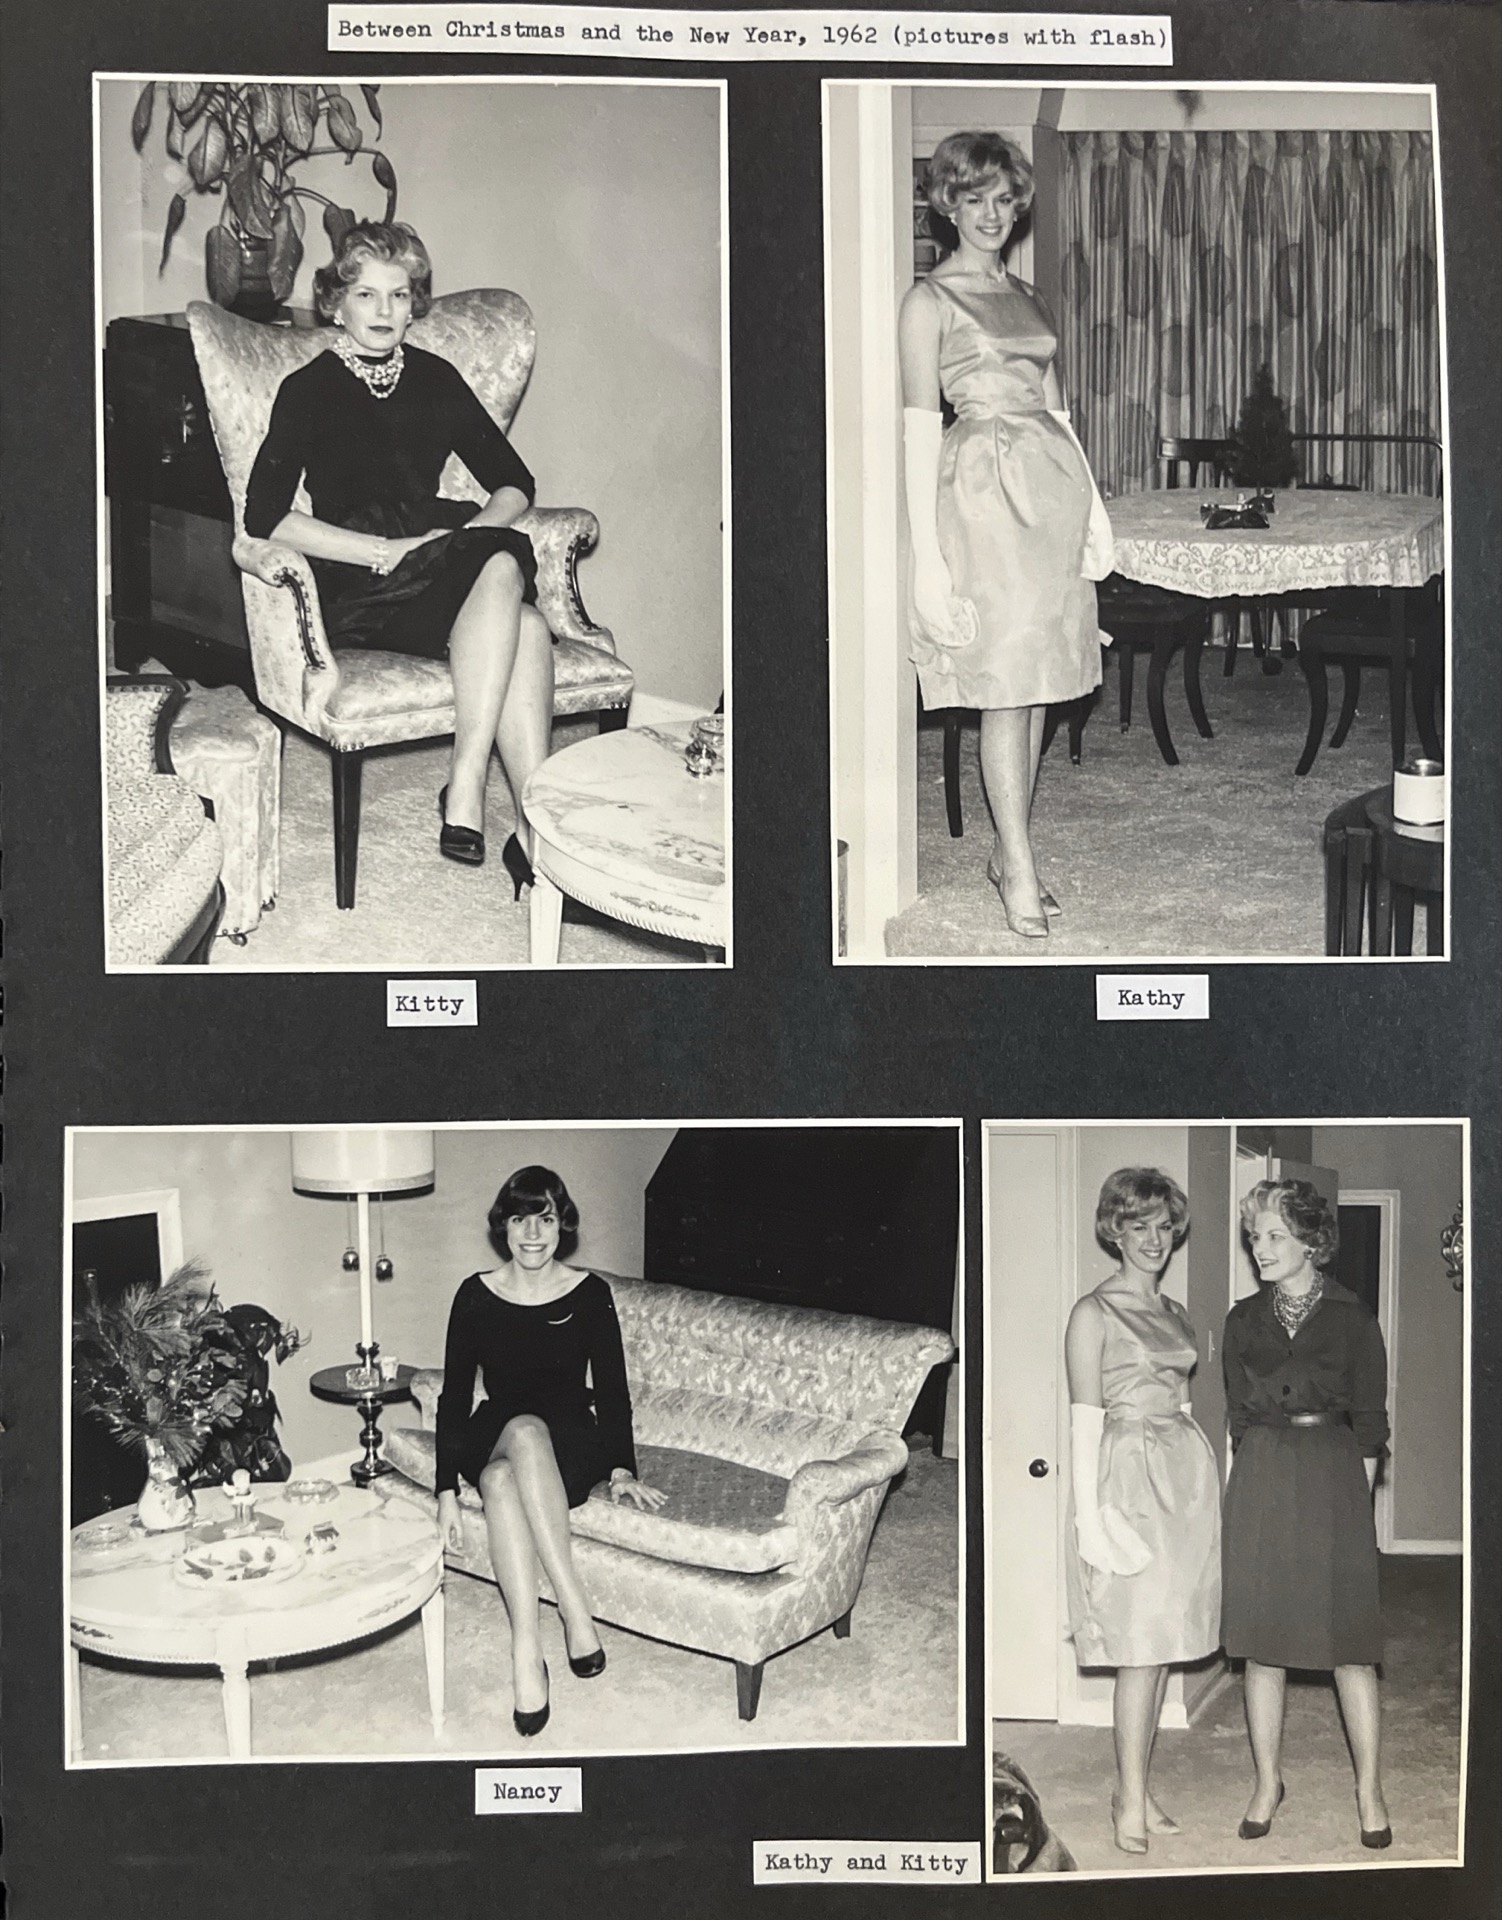 Between Christmas and the New Year, 1962 (pictures with flash)
Kitty
Kathy
Nancy
Kathy and Kitty